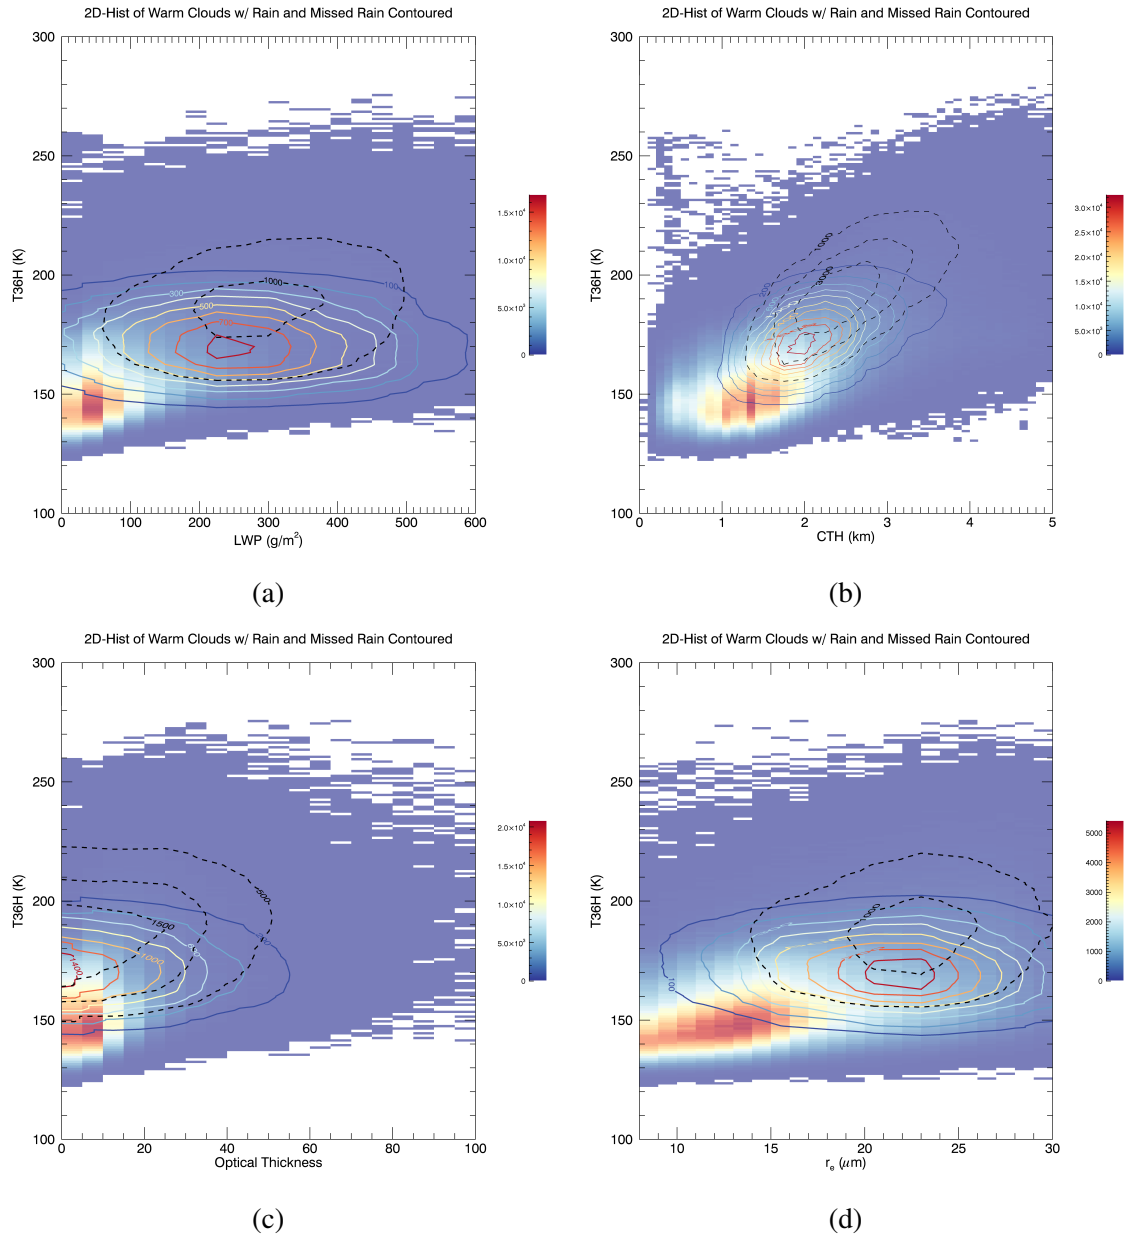 2D-Hist of Warm Clouds w/ Rain and Missed Rain Contoured
300
250
200
150
100
T36H (K)
0 100 200 300 400 500 600
LWP (g/m²)
1.5×10⁴
1.0×10⁴
5.0×10³
0
100
300
500
1000
(a)
2D-Hist of Warm Clouds w/ Rain and Missed Rain Contoured
300
250
200
150
100
T36H (K)
0 1 2 3 4 5
CTH (km)
3.0×10⁴
2.5×10⁴
2.0×10⁴
1.5×10⁴
1.0×10⁴
5.0×10³
0
1000
3000
200
(b)
2D-Hist of Warm Clouds w/ Rain and Missed Rain Contoured
300
250
200
150
100
T36H (K)
0 20 40 60 80 100
Optical Thickness
2.0×10⁴
1.5×10⁴
1.0×10⁴
5.0×10³
0
500
1500
1000
1400
(c)
2D-Hist of Warm Clouds w/ Rain and Missed Rain Contoured
300
250
200
150
100
T36H (K)
10 15 20 25 30
rₑ (μm)
5000
4000
3000
2000
1000
0
1000
100
(d)